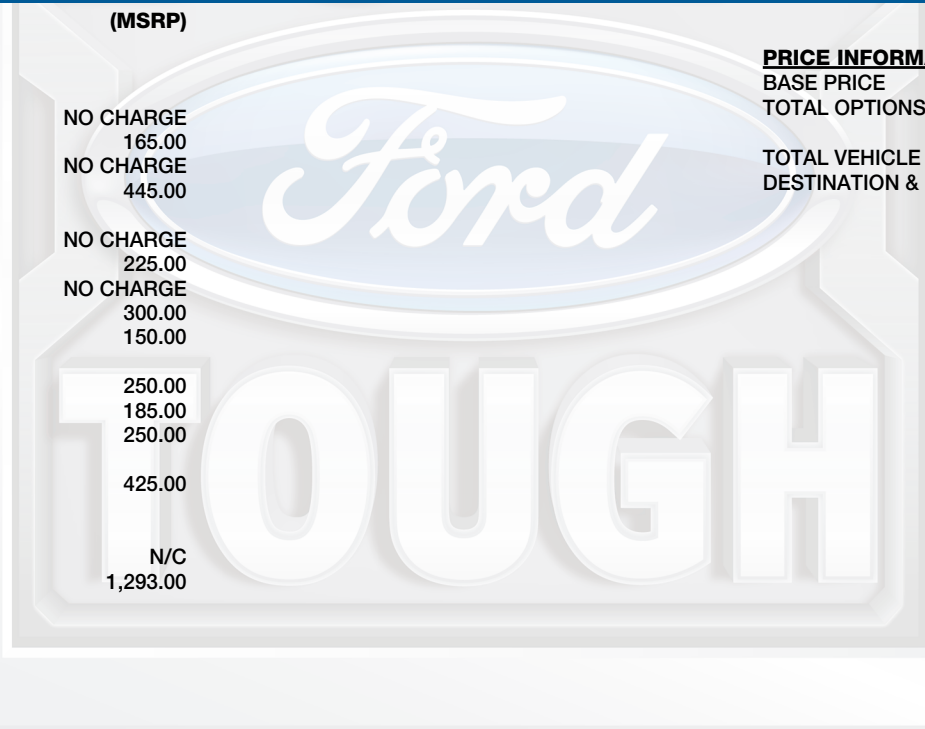 (MSRP)
PRICE INFORMA
BASE PRICE
TOTAL OPTIONS
TOTAL VEHICLE
DESTINATION &
NO CHARGE
165.00
NO CHARGE
445.00
NO CHARGE
225.00
NO CHARGE
300.00
150.00
250.00
185.00
250.00
425.00
N/C
1,293.00
Ford
TOUGH